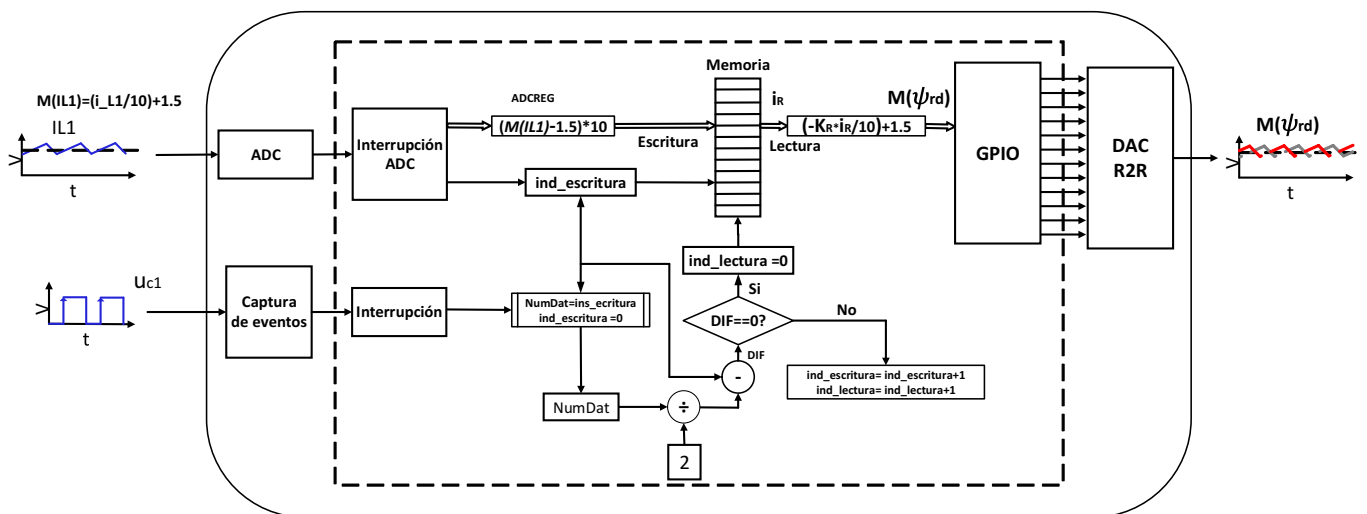 M(IL1)=(i_L1/10)+1.5
IL1
V
t
ADC
Interrupción
ADC
ADCREG
(M(IL1)-1.5)*10
Escritura
Memoria
iR
Lectura
(-KR*iR/10)+1.5
M(ψrd)
GPIO
DAC
R2R
M(ψrd)
V
t
ind_escritura
ind_lectura =0
Si
DIF==0?
No
DIF
-
ind_escritura= ind_escritura+1
ind_lectura= ind_lectura+1
uc1
V
t
Captura
de eventos
Interrupción
NumDat=ins_ecritura
ind_escritura =0
NumDat
÷
2